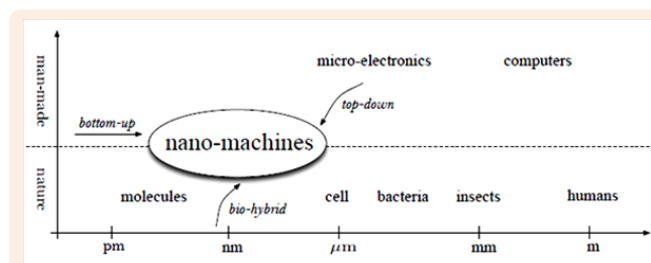 man-made
micro-electronics computers
top-down
bottom-up
nano-machines
nature
molecules cell bacteria insects humans
bio-hybrid
pm nm μm mm m